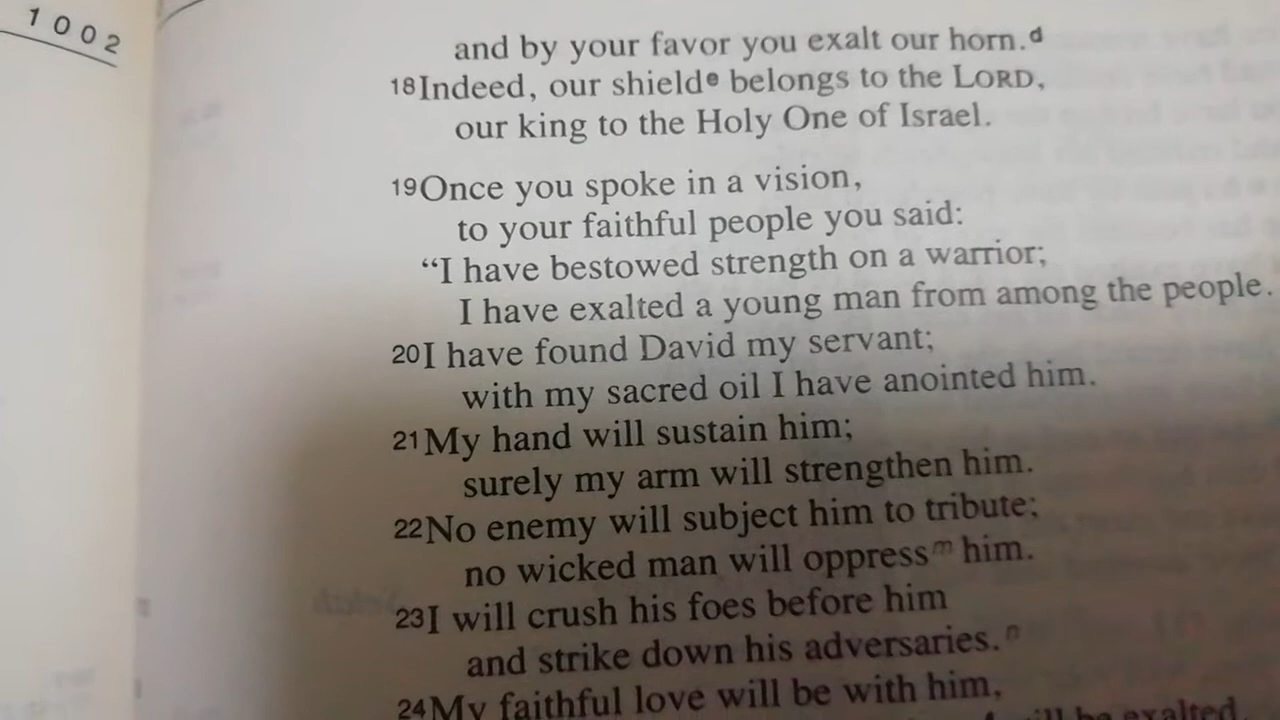 1002
and by your favor you exalt our horn.d
18Indeed, our shielde belongs to the LORD,
our king to the Holy One of Israel.
19Once you spoke in a vision,
to your faithful people you said:
“I have bestowed strength on a warrior;
I have exalted a young man from among the people.
20I have found David my servant;
with my sacred oil I have anointed him.
21My hand will sustain him;
surely my arm will strengthen him.
22No enemy will subject him to tribute;
no wicked man will oppressm him.
23I will crush his foes before him
and strike down his adversaries.n
24My faithful love will be with him,
will be exalted.